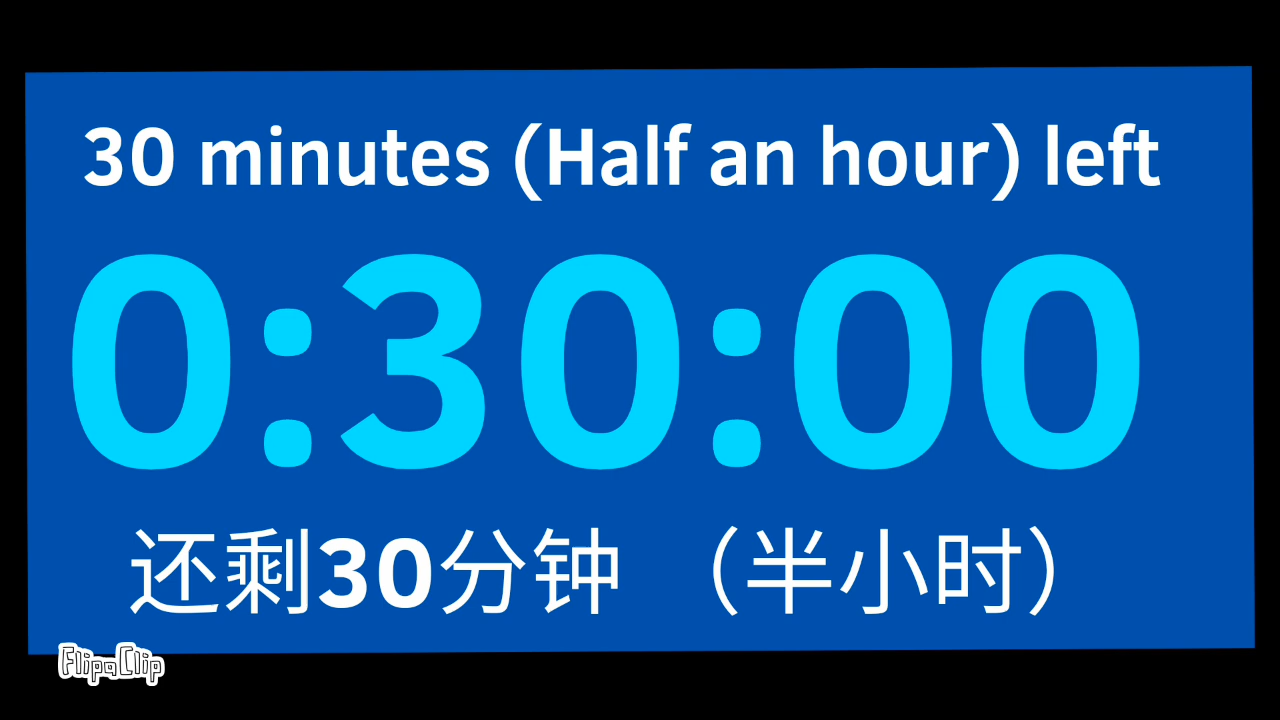 30 minutes (Half an hour) left
0:30:00
还剩30分钟 （半小时）
FlipaClip